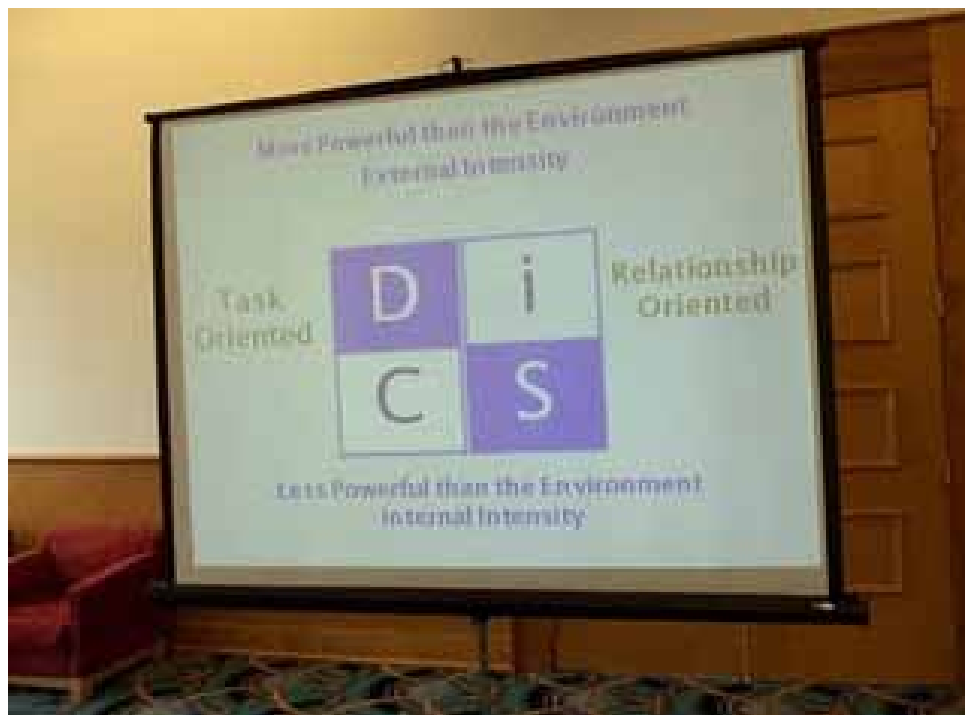 More Powerful than the Environment
External Intensity
Task
Oriented
D i
Relationship
Oriented
C S
Less Powerful than the Environment
Internal Intensity